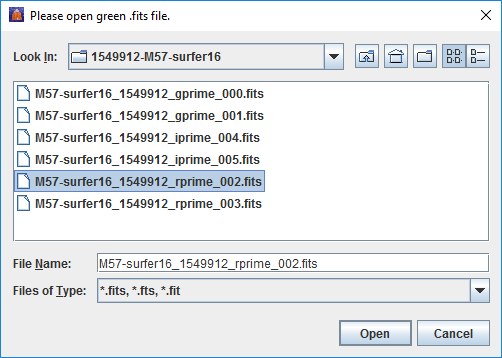 Please open green .fits file.
Look In: 1549912-M57-surfer16
M57-surfer16_1549912_gprime_000.fits
M57-surfer16_1549912_gprime_001.fits
M57-surfer16_1549912_iprime_004.fits
M57-surfer16_1549912_iprime_005.fits
M57-surfer16_1549912_rprime_002.fits
M57-surfer16_1549912_rprime_003.fits
File Name: M57-surfer16_1549912_rprime_002.fits
Files of Type: *.fits, *.fts, *.fit
Open Cancel